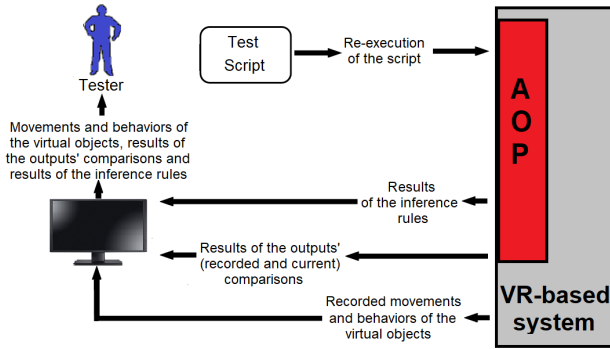 Test
Script
Re-execution
of the script
Tester
A
O
P
Movements and behaviors of
the virtual objects, results of
the outputs' comparisons and
results of the inference rules
Results
of the inference
rules
Results of the outputs'
(recorded and current)
comparisons
Recorded movements
and behaviors of the
virtual objects
VR-based
system